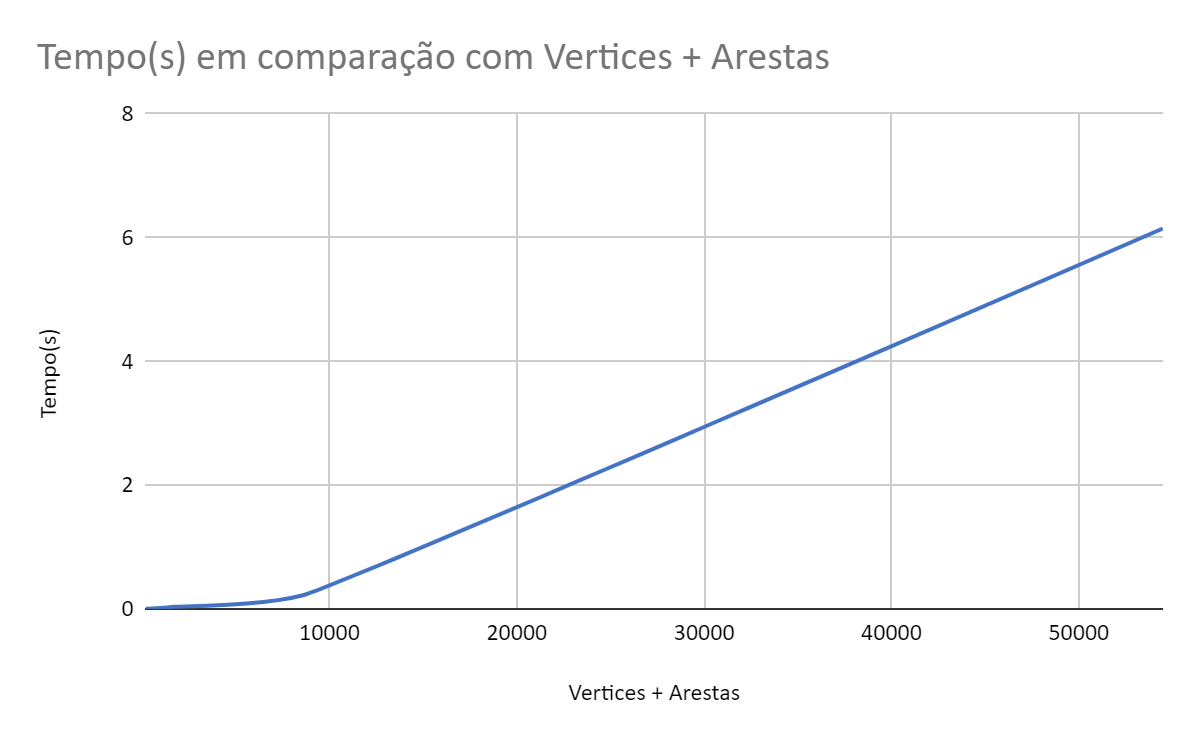 Tempo(s) em comparação com Vertices + Arestas
8
6
4
2
0
Tempo(s)
10000 20000 30000 40000 50000
Vertices + Arestas